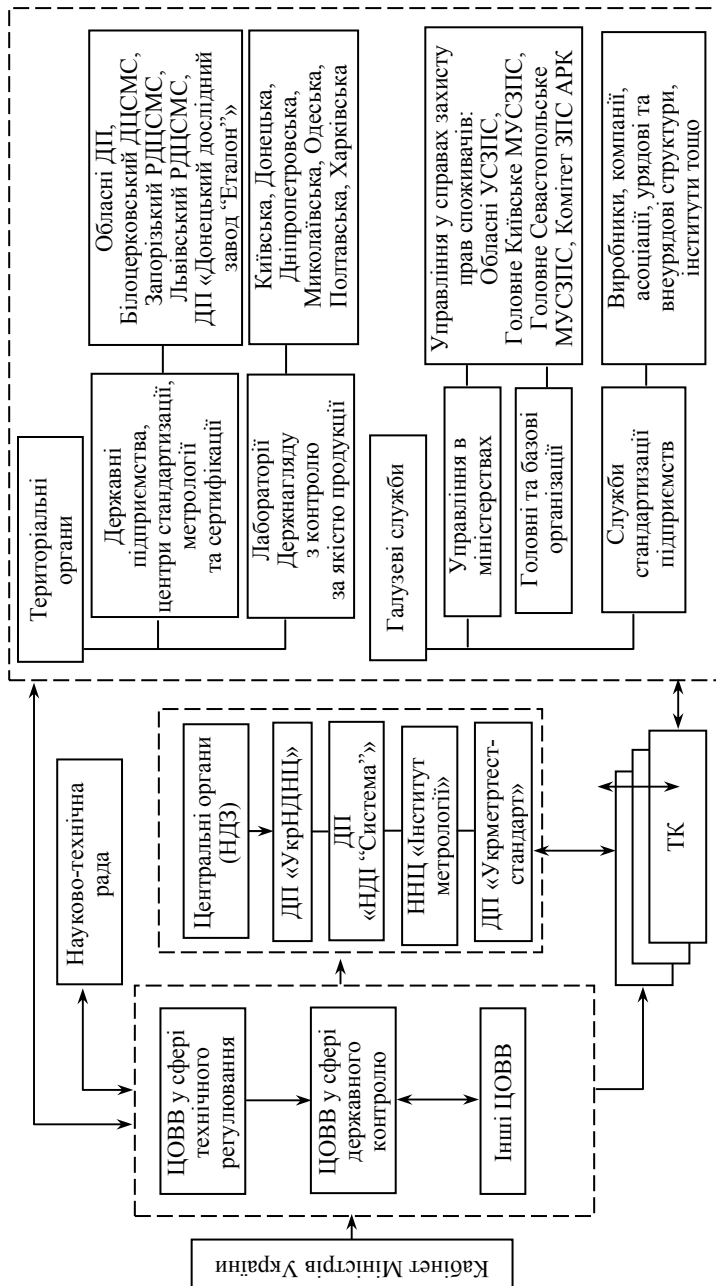 Кабінет Міністрів України
ЦОВВ у сфері
технічного
регулювання
ЦОВВ у сфері
державного
контролю
Інші ЦОВВ
Науково-технічна
рада
Центральні органи
(НДЗ)
ДП «УкрНДНЦ»
ДП
«НДІ “Система”»
ННЦ «Інститут
метрології»
ДП «Укрметртест-
стандарт»
ТК
Територіальні
органи
Державні
підприємства,
центри стандартизації,
метрології
та сертифікації
Обласні ДП,
Білоцерковський ДЦСМС,
Запорізький РДЦСМС,
Львівський РДЦСМС,
ДП «Донецький дослідний
завод “Еталон”»
Лабораторії
Держнагляду
з контролю
за якістю продукції
Київська, Донецька,
Дніпропетровська,
Миколаївська, Одеська,
Полтавська, Харківська
Галузеві служби
Управління в
міністерствах
Головні та базові
організації
Управління у справах захисту
прав споживачів:
Обласні УСЗПС,
Головне Київське МУСЗПС,
Головне Севастопольське
МУСЗПС, Комітет ЗПС АРК
Служби
стандартизації
підприємств
Виробники, компанії,
асоціації, урядові та
внеурядові структури,
інститути тощо